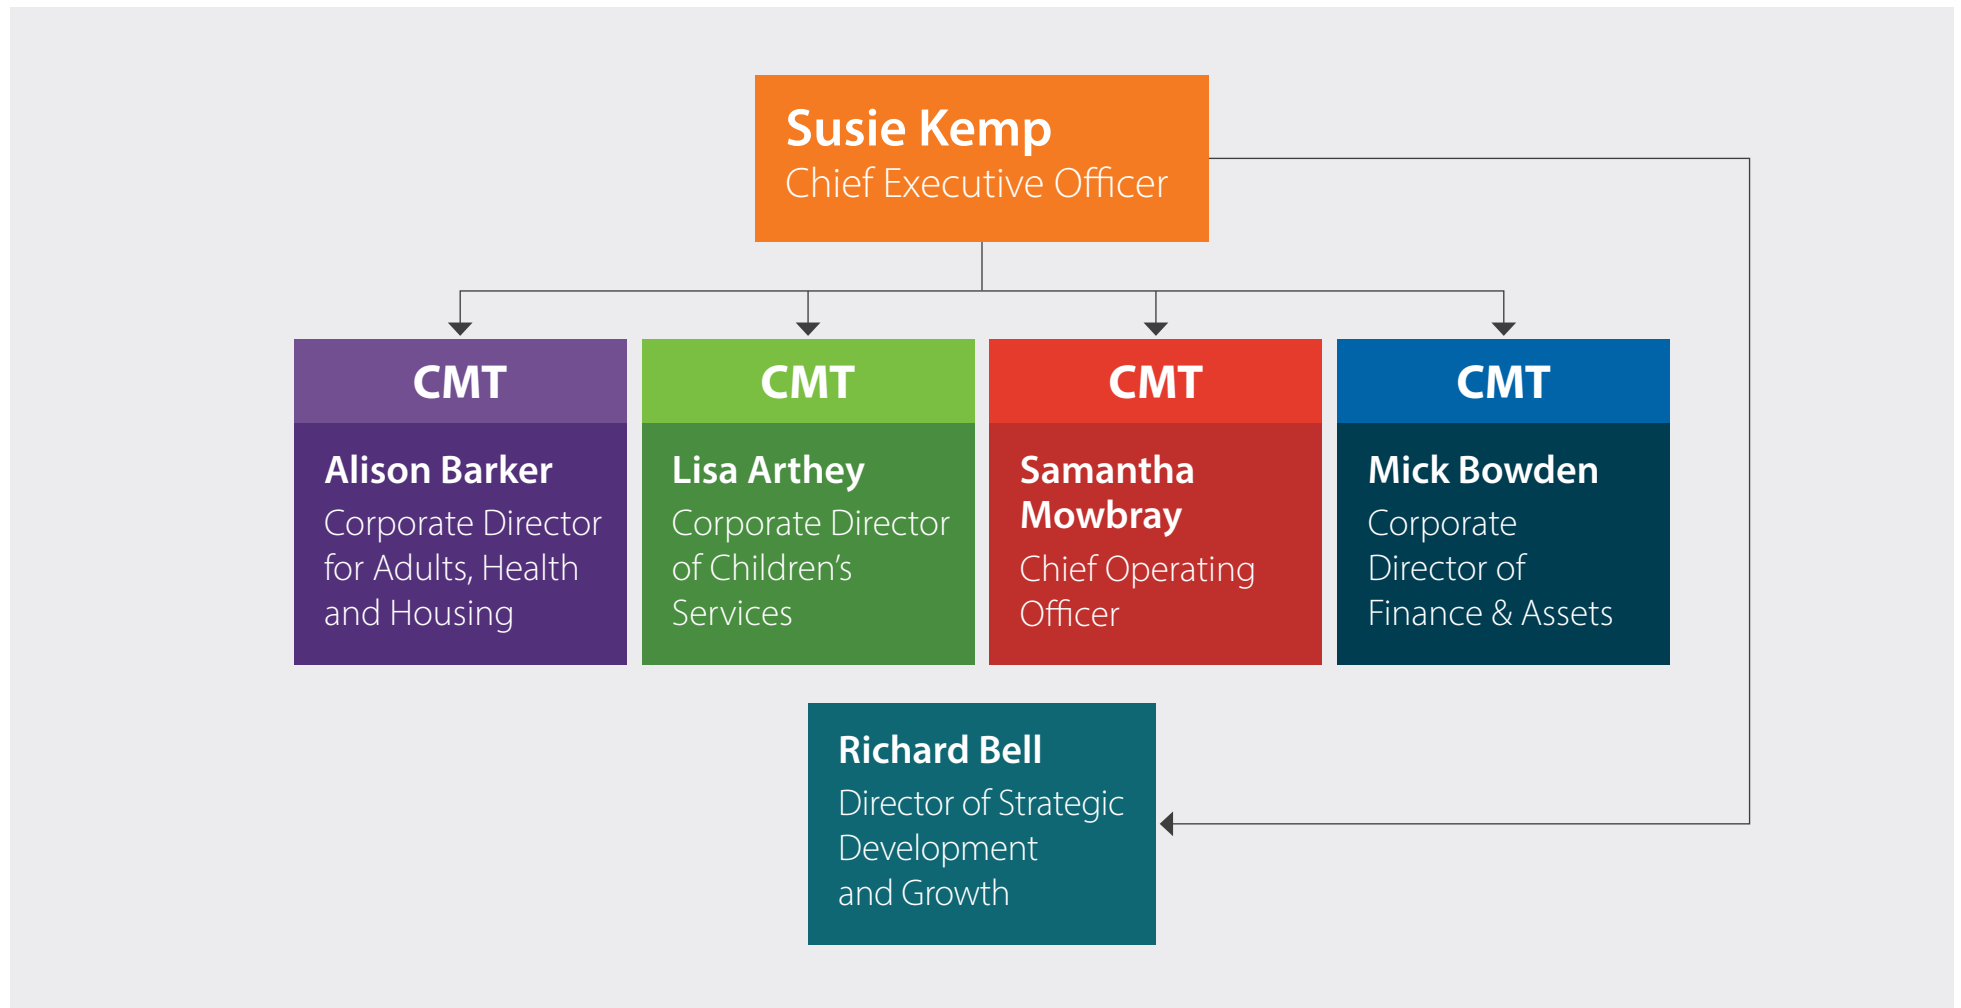 Susie Kemp
Chief Executive Officer
CMT
Alison Barker
Corporate Director
for Adults, Health
and Housing
CMT
Lisa Arthey
Corporate Director
of Children’s
Services
CMT
Samantha
Mowbray
Chief Operating
Officer
CMT
Mick Bowden
Corporate
Director of
Finance & Assets
Richard Bell
Director of Strategic
Development
and Growth